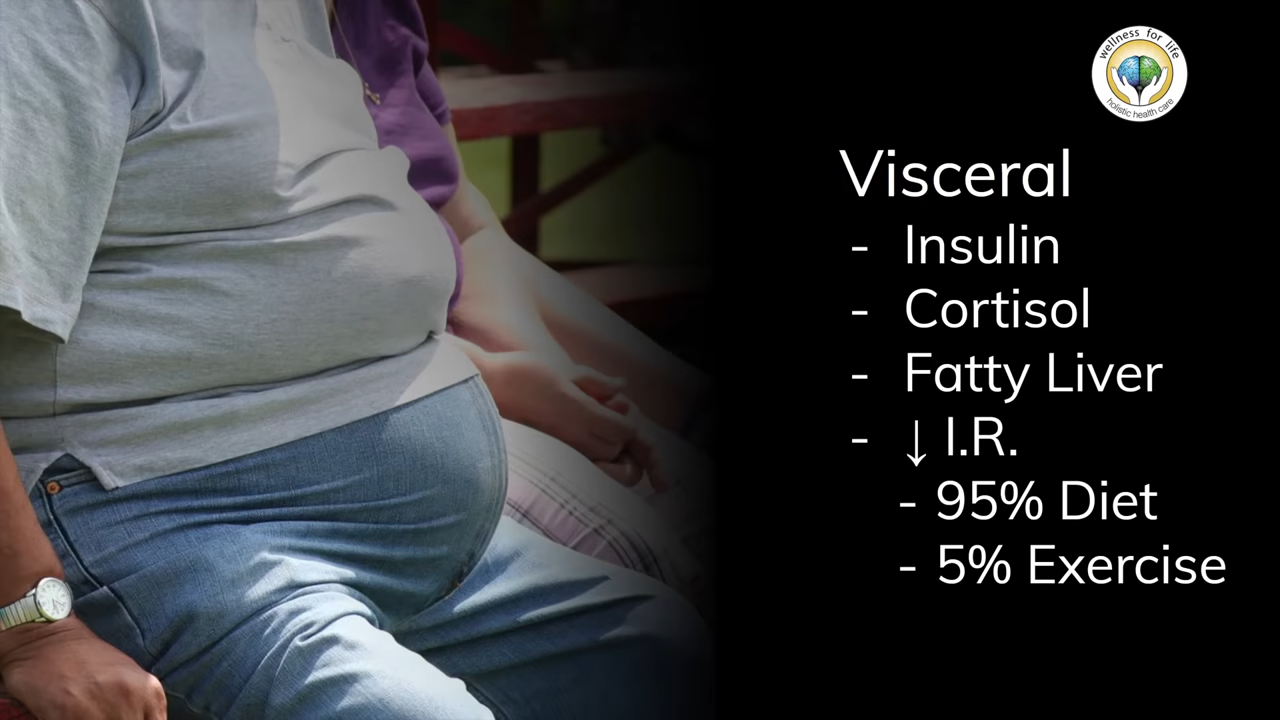 wellness for life
holistic health care
Visceral
- Insulin
- Cortisol
- Fatty Liver
- ↓ I.R.
- 95% Diet
- 5% Exercise